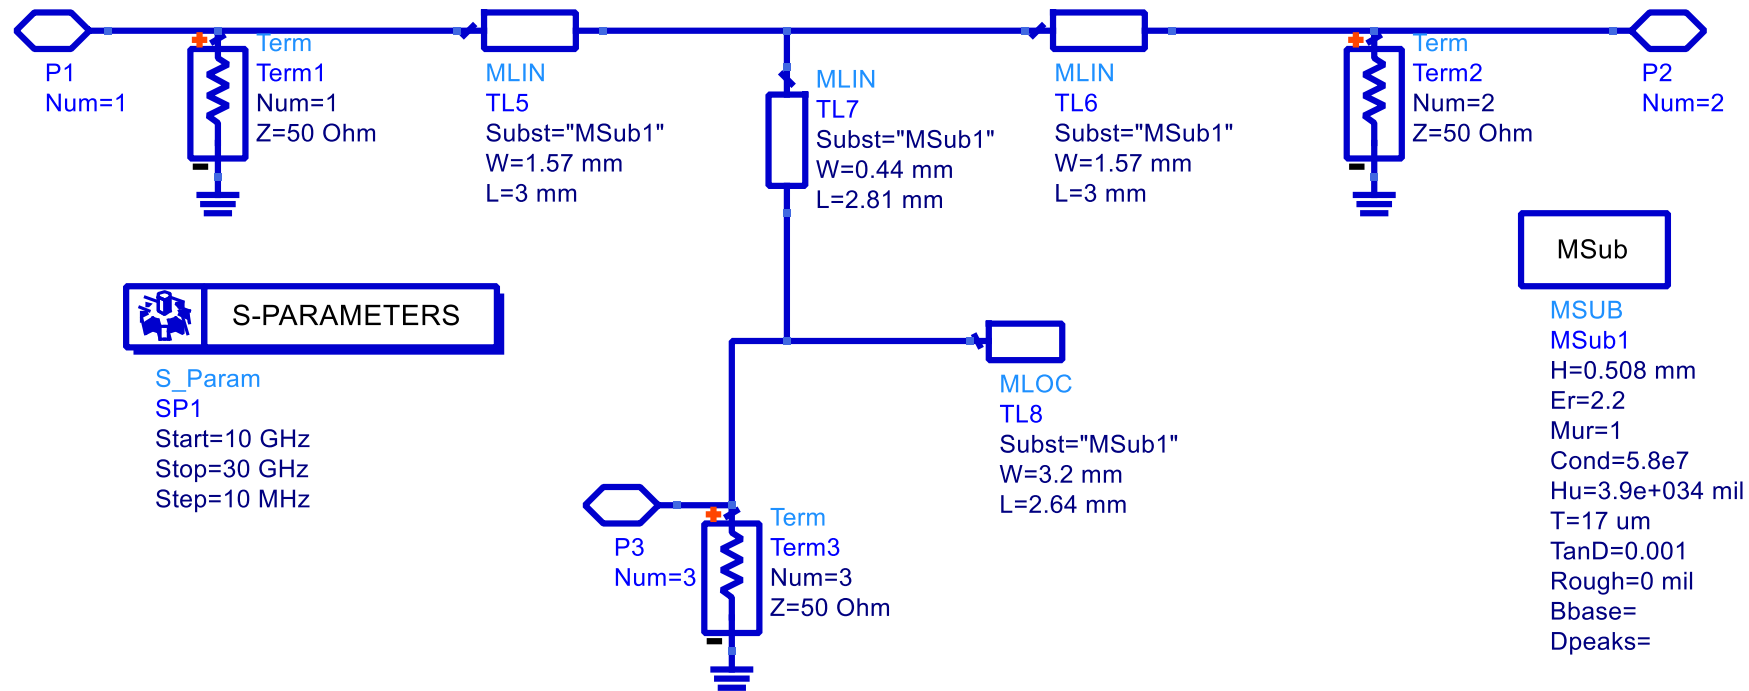 P1
Num=1
Term
Term1
Num=1
Z=50 Ohm
MLIN
TL5
Subst="MSub1"
W=1.57 mm
L=3 mm
MLIN
TL7
Subst="MSub1"
W=0.44 mm
L=2.81 mm
MLIN
TL6
Subst="MSub1"
W=1.57 mm
L=3 mm
Term
Term2
Num=2
Z=50 Ohm
P2
Num=2
S-PARAMETERS
S_Param
SP1
Start=10 GHz
Stop=30 GHz
Step=10 MHz
MLOC
TL8
Subst="MSub1"
W=3.2 mm
L=2.64 mm
P3
Num=3
Term
Term3
Num=3
Z=50 Ohm
MSub
MSUB
MSub1
H=0.508 mm
Er=2.2
Mur=1
Cond=5.8e7
Hu=3.9e+034 mil
T=17 um
TanD=0.001
Rough=0 mil
Bbase=
Dpeaks=